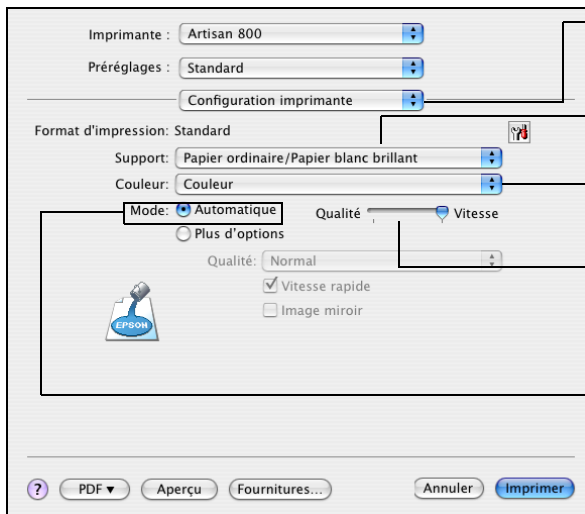 Imprimante : Artisan 800
Préréglages : Standard
Configuration imprimante
Format d'impression: Standard
Support: Papier ordinaire/Papier blanc brillant
Couleur: Couleur
Mode: Automatique Qualité Vitesse
Plus d'options
Qualité: Normal
Vitesse rapide
Image miroir
EPSON
? PDF▼ Aperçu Fournitures... Annuler Imprimer